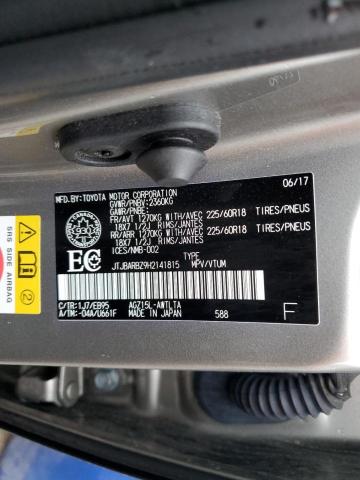 06/17
MFD.BY:TOYOTA MOTOR CORPORATION
GVWR/PNBV:2360KG
GAWR/PNBE:
FR/AVT 1270KG WITH/AVEC 225/60R18 TIRES/PNEUS
18X7 1/2J RIMS/JANTES
RR/ARR 1270KG WITH/AVEC 225/60R18 TIRES/PNEUS
18X7 1/2J RIMS/JANTES
ICES/NMB-002
TYPE
JTJBARBZ9H2141815 MPV/VTUM
C/TR:1J7/EB95 AGZ15L-AWTLTA
A/TM:-04A/U661F MADE IN JAPAN 588
F
EC
SRS SIDE AIRBAG
2